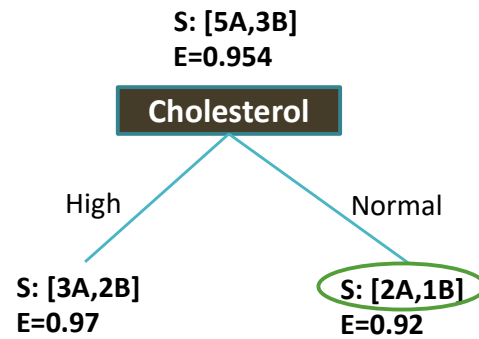 S: [5A,3B]
E=0.954
Cholesterol
High
Normal
S: [3A,2B]
E=0.97
S: [2A,1B]
E=0.92